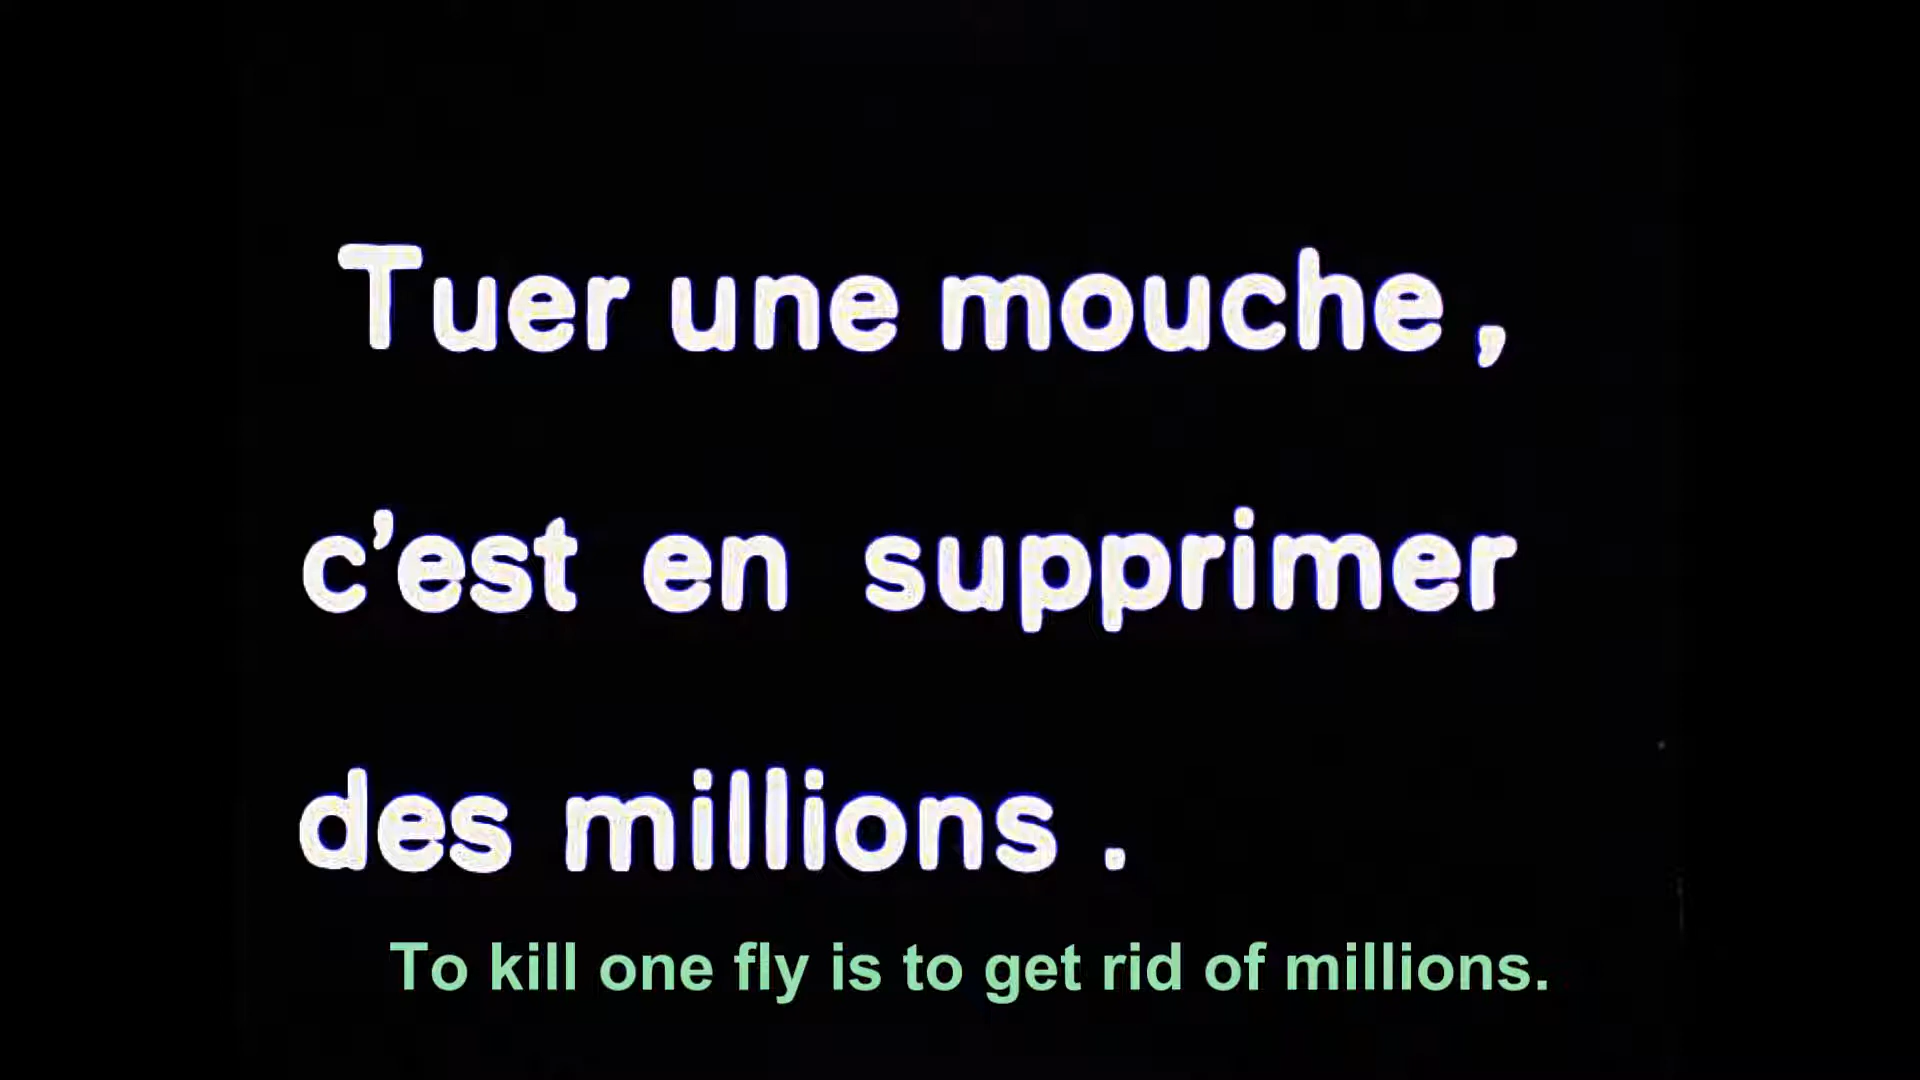 Tuer une mouche,
c'est en supprimer
des millions.
To kill one fly is to get rid of millions.